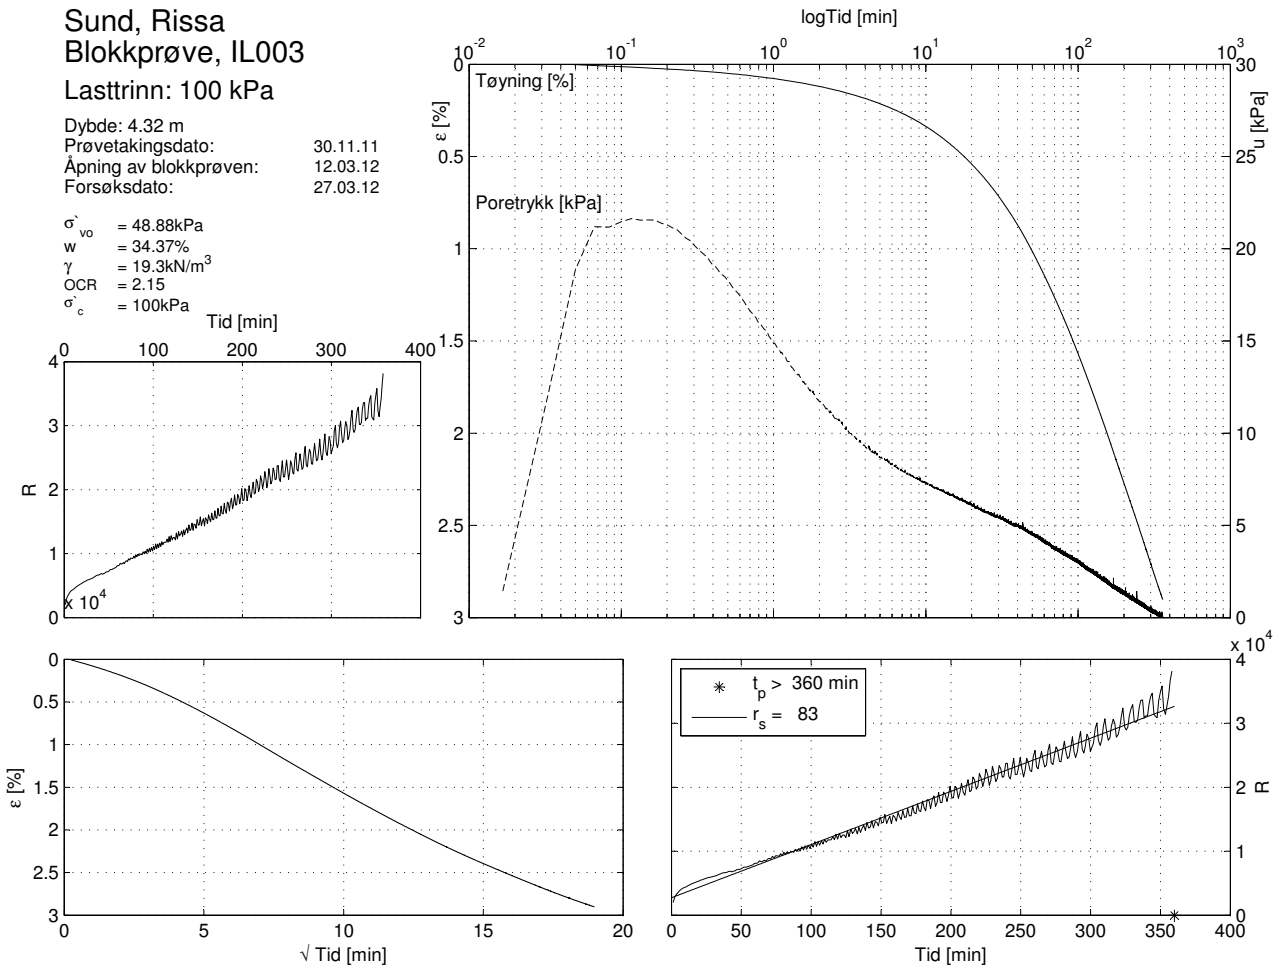 Sund, Rissa
Blokkprøve, IL003
Lasttrinn: 100 kPa
Dybde: 4.32 m
Prøvetakingsdato: 30.11.11
Åpning av blokkprøven: 12.03.12
Forsøksdato: 27.03.12
σ`vo = 48.88kPa
w = 34.37%
γ = 19.3kN/m³
OCR = 2.15
σ`c = 100kPa
logTid [min]
10⁻² 10⁻¹ 10⁰ 10¹ 10² 10³
Tøyning [%]
Poretrykk [kPa]
ε [%]
0 0.5 1 1.5 2 2.5 3
u [kPa]
30 25 20 15 10 5 0
Tid [min]
0 100 200 300 400
R
4 3 2 1 0
x 10⁴
ε [%]
0 0.5 1 1.5 2 2.5 3
0 5 10 15 20
√ Tid [min]
x 10⁴
tp > 360 min
rs = 83
R
4 3 2 1 0
0 50 100 150 200 250 300 350 400
Tid [min]